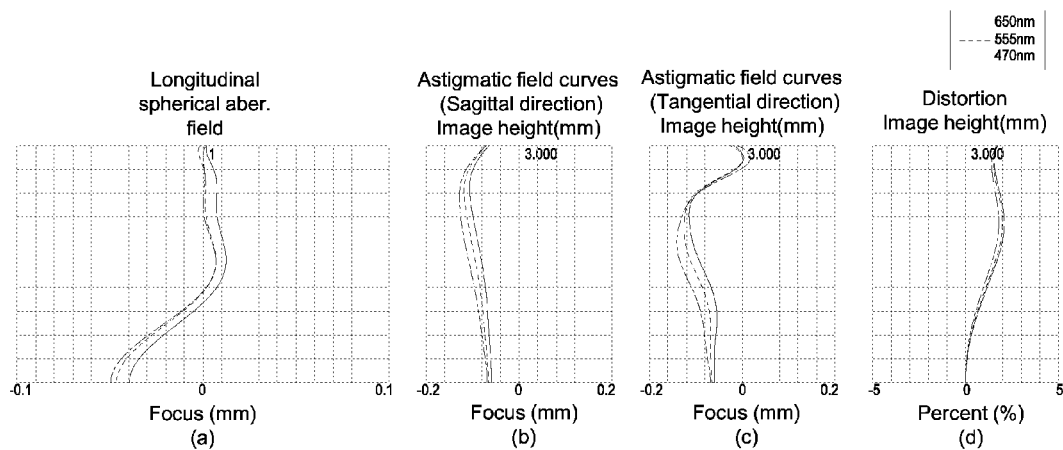 650nm
555nm
470nm
Longitudinal
spherical aber.
field
Astigmatic field curves
(Sagittal direction)
Image height(mm)
Astigmatic field curves
(Tangential direction)
Image height(mm)
Distortion
Image height(mm)
1
3.000
3.000
3.000
-0.1 0 0.1
-0.2 0 0.2
-0.2 0 0.2
-5 0 5
Focus (mm)
Focus (mm)
Focus (mm)
Percent (%)
(a)
(b)
(c)
(d)